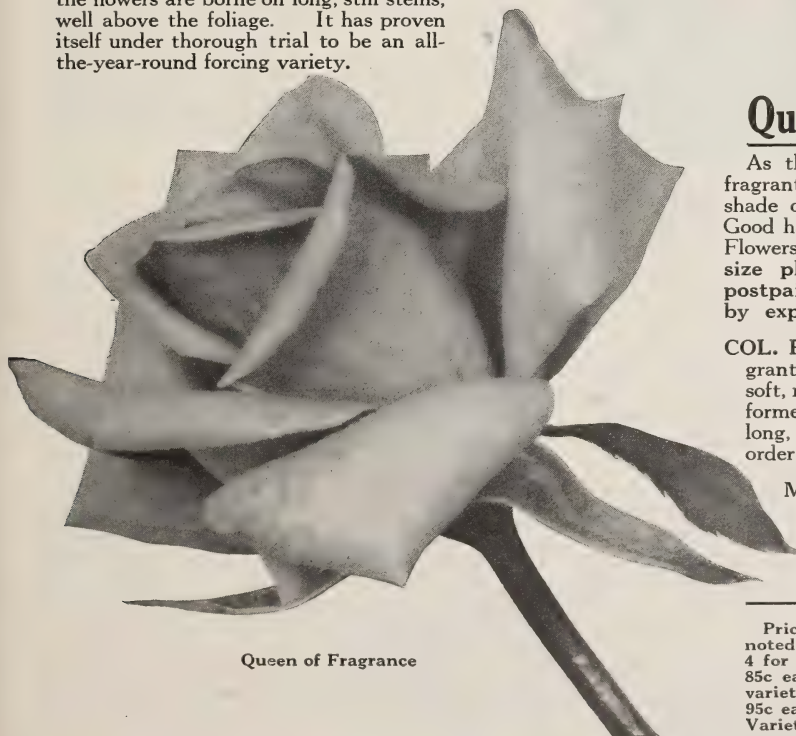 the flowers are borne on long, stiff stems,
well above the foliage. It has proven
itself under thorough trial to be an all-
the-year-round forcing variety.
Queen of Fragrance
Qu
As t
fragrant
shade
Good h
Flowers
size pl
postpai
by exp
COL.
grant
soft,
forme
long,
order
M
Pric
noted
4 for
85c ea
variet
95c ea
Variet